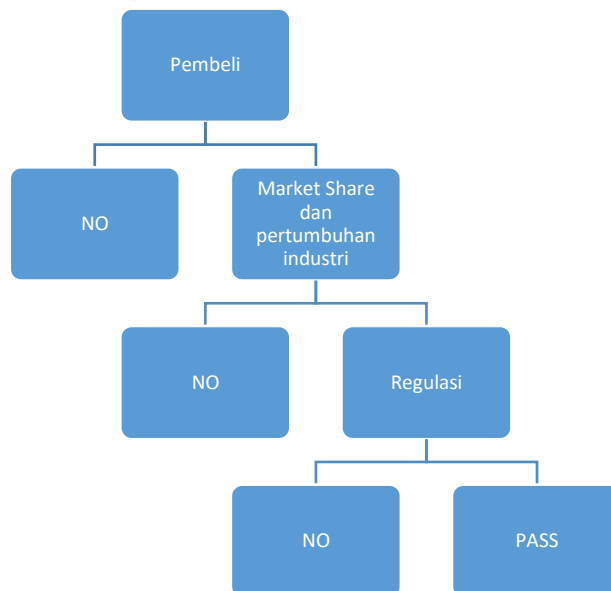 Pembeli
NO
Market Share
dan
pertumbuhan
industri
NO
Regulasi
NO
PASS